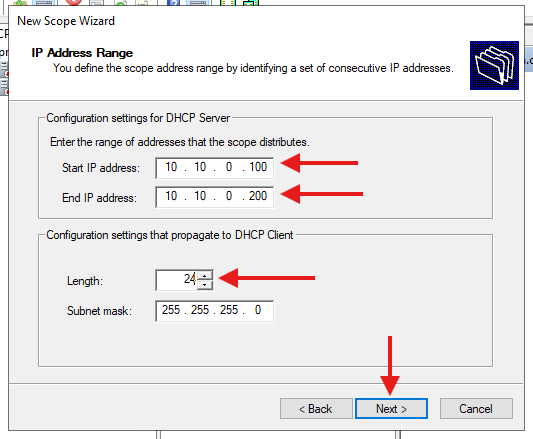 New Scope Wizard
IP Address Range
You define the scope address range by identifying a set of consecutive IP addresses.
Configuration settings for DHCP Server
Enter the range of addresses that the scope distributes.
Start IP address: 10 . 10 . 0 . 100
End IP address: 10 . 10 . 0 . 200
Configuration settings that propagate to DHCP Client
Length: 24
Subnet mask: 255 . 255 . 255 . 0
< Back Next > Cancel